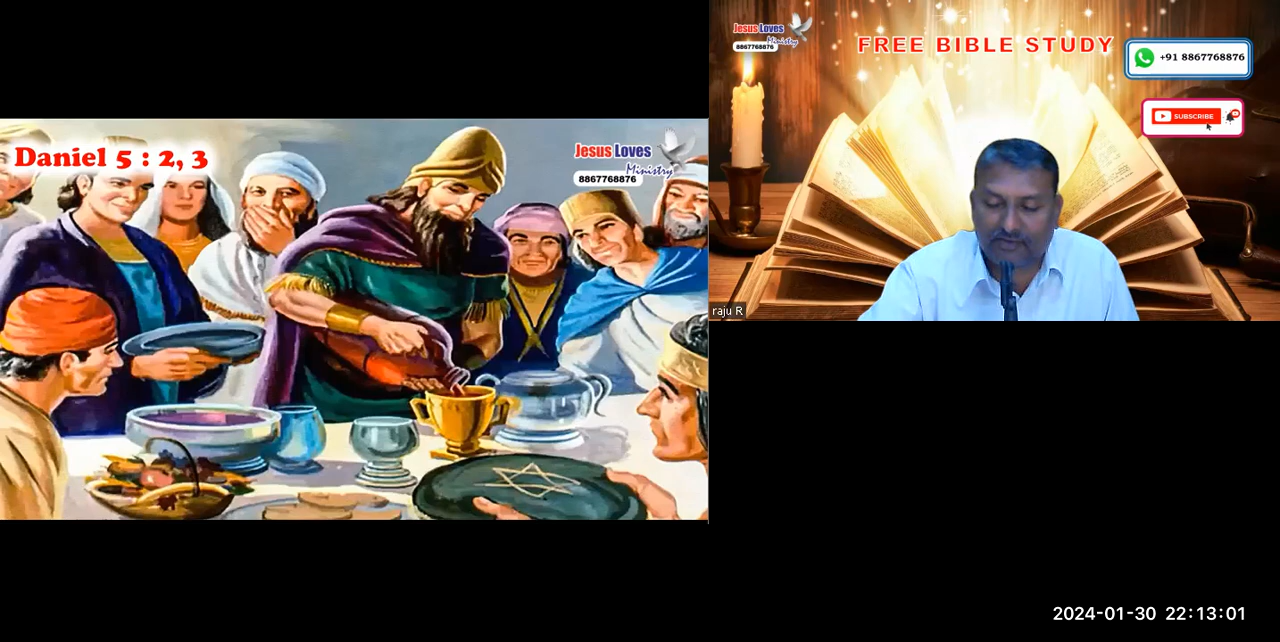 Daniel 5 : 2, 3
Jesus Loves
Ministry
8867768876
Jesus Loves
Ministry
8867768876
FREE BIBLE STUDY
+91 8867768876
SUBSCRIBE
raju R
2024-01-30 22:13:01